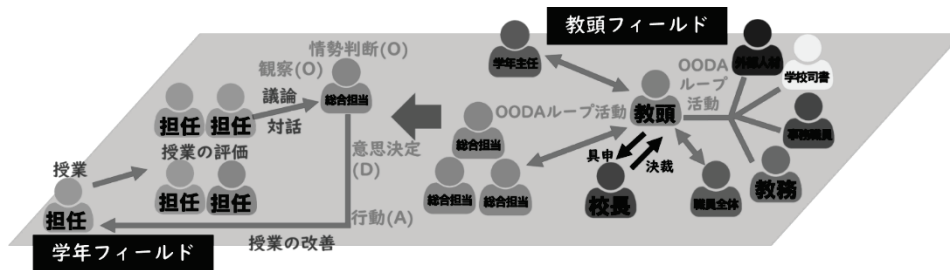 教頭フィールド
情勢判断(O)
観察(O)
総合担当
議論
対話
担任
担任
授業の評価
担任
担任
授業
担任
意思決定
(D)
行動(A)
授業の改善
学年フィールド
学年主任
OODAループ活動
総合担当
総合担当
総合担当
教頭
具申
決裁
校長
職員全体
OODA
ループ
活動
外部人材
学校司書
事務職員
教務